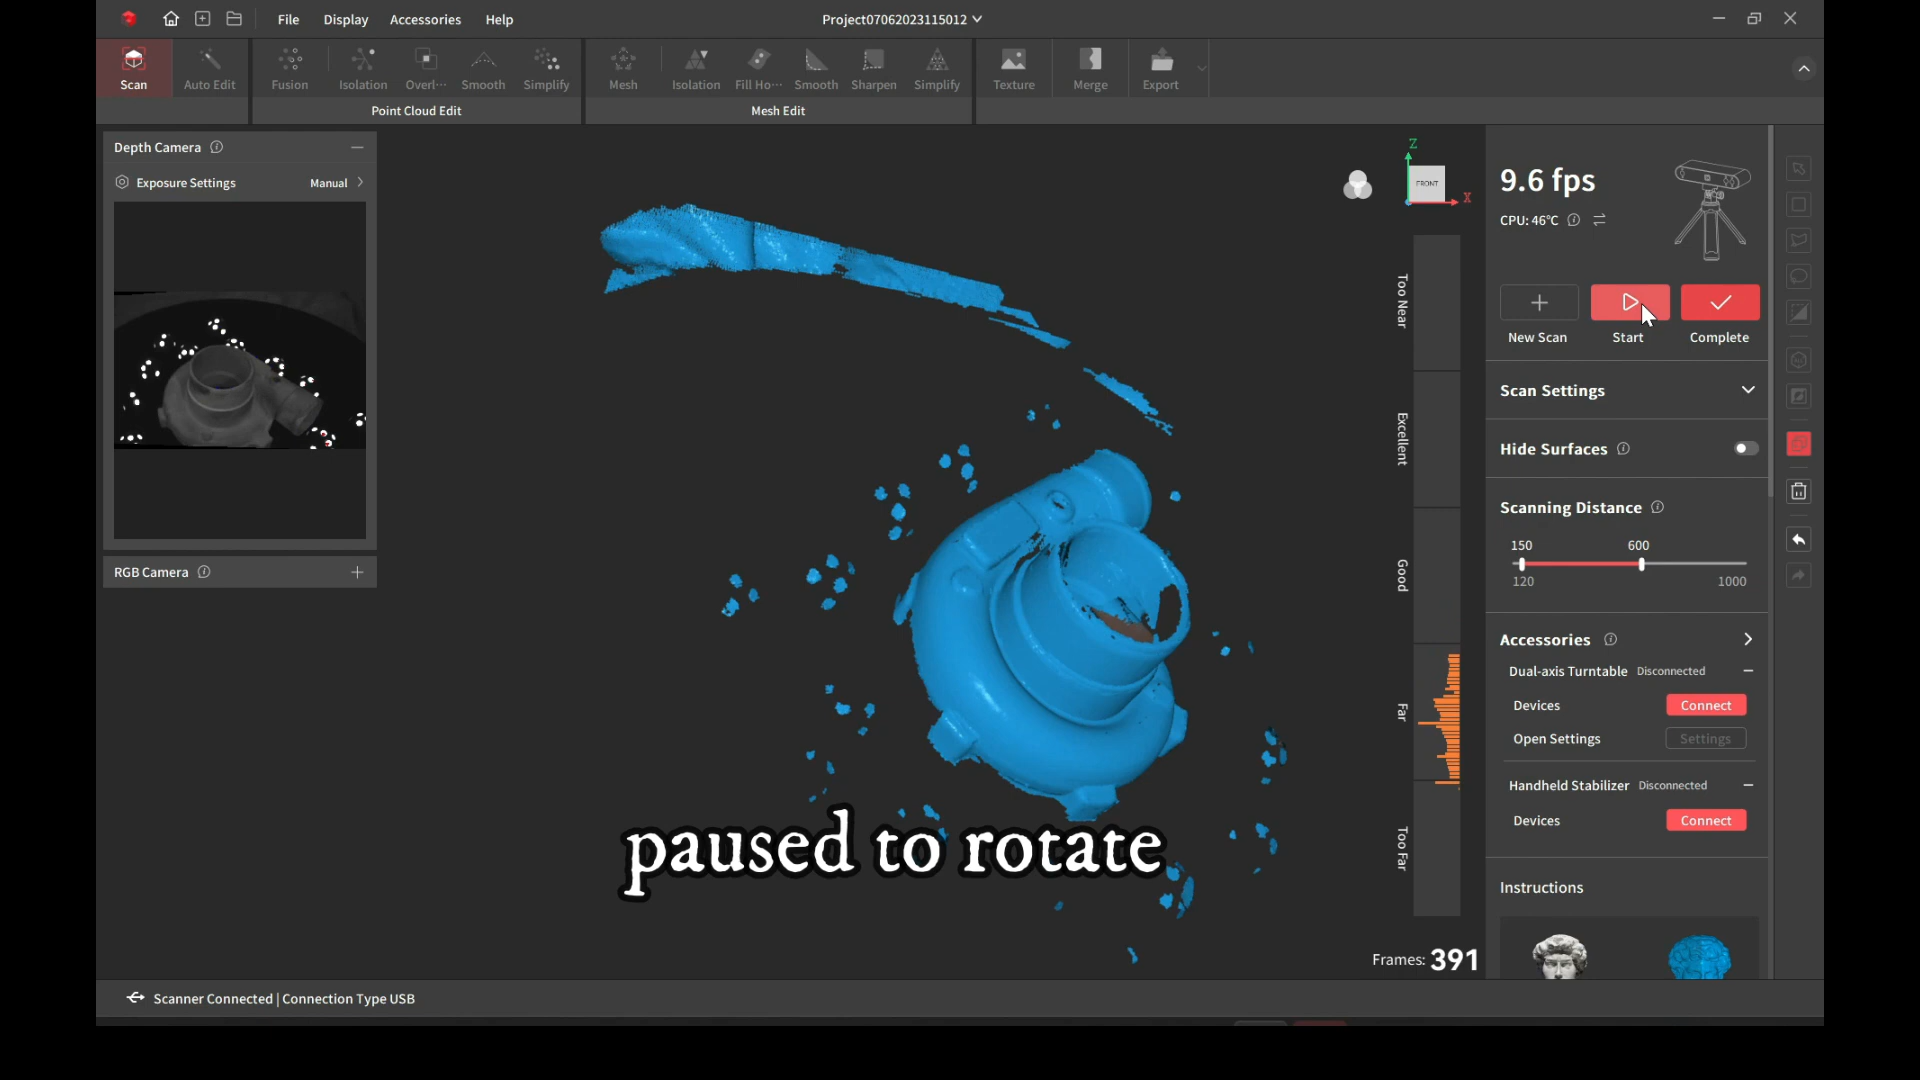 File Display Accessories Help
Project07062023115012
Scan Auto Edit Fusion Isolation Overl··· Smooth Simplify Mesh Isolation Fill Ho··· Smooth Sharpen Simplify Texture Merge Export
Point Cloud Edit
Mesh Edit
Depth Camera
Exposure Settings Manual
RGB Camera
Z
FRONT
X
Too Near
Excellent
Good
Far
Too Far
paused to rotate
Frames: 391
9.6 fps
CPU: 46℃
New Scan Start Complete
Scan Settings
Hide Surfaces
Scanning Distance
150 600
120 1000
Accessories
Dual-axis Turntable Disconnected
Devices Connect
Open Settings Settings
Handheld Stabilizer Disconnected
Devices Connect
Instructions
Scanner Connected | Connection Type USB